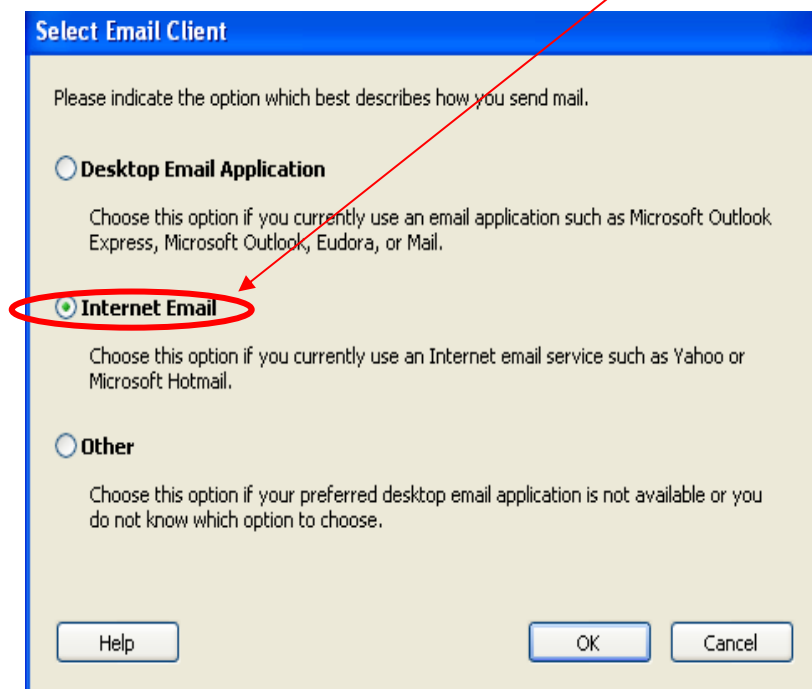 Select Email Client
Please indicate the option which best describes how you send mail.
Desktop Email Application
Choose this option if you currently use an email application such as Microsoft Outlook
Express, Microsoft Outlook, Eudora, or Mail.
Internet Email
Choose this option if you currently use an Internet email service such as Yahoo or
Microsoft Hotmail.
Other
Choose this option if your preferred desktop email application is not available or you
do not know which option to choose.
Help
OK
Cancel